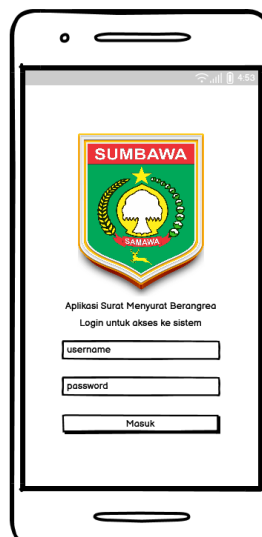 4:53
SUMBAWA
SAMAWA
Aplikasi Surat Menyurat Berangrea
Login untuk akses ke sistem
username
password
Masuk